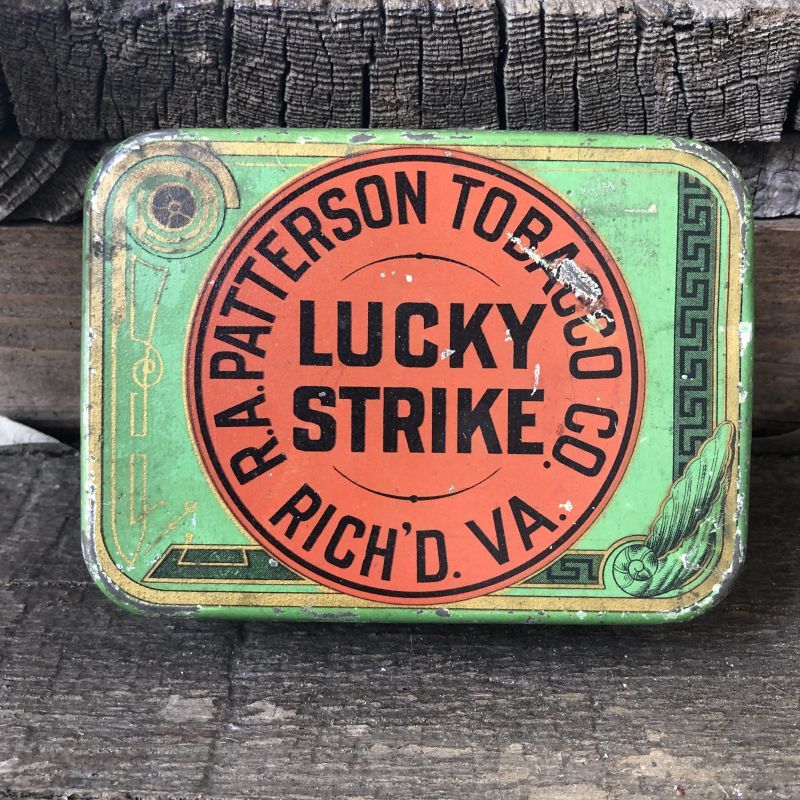 R.A. PATTERSON TOBACCO CO.
LUCKY
STRIKE
RICH'D. VA.